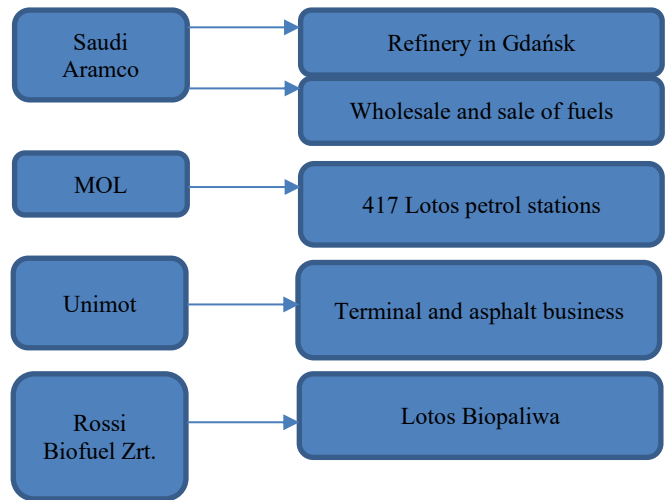 Saudi
Aramco
Refinery in Gdańsk
Wholesale and sale of fuels
MOL
417 Lotos petrol stations
Unimot
Terminal and asphalt business
Rossi
Biofuel Zrt.
Lotos Biopaliwa